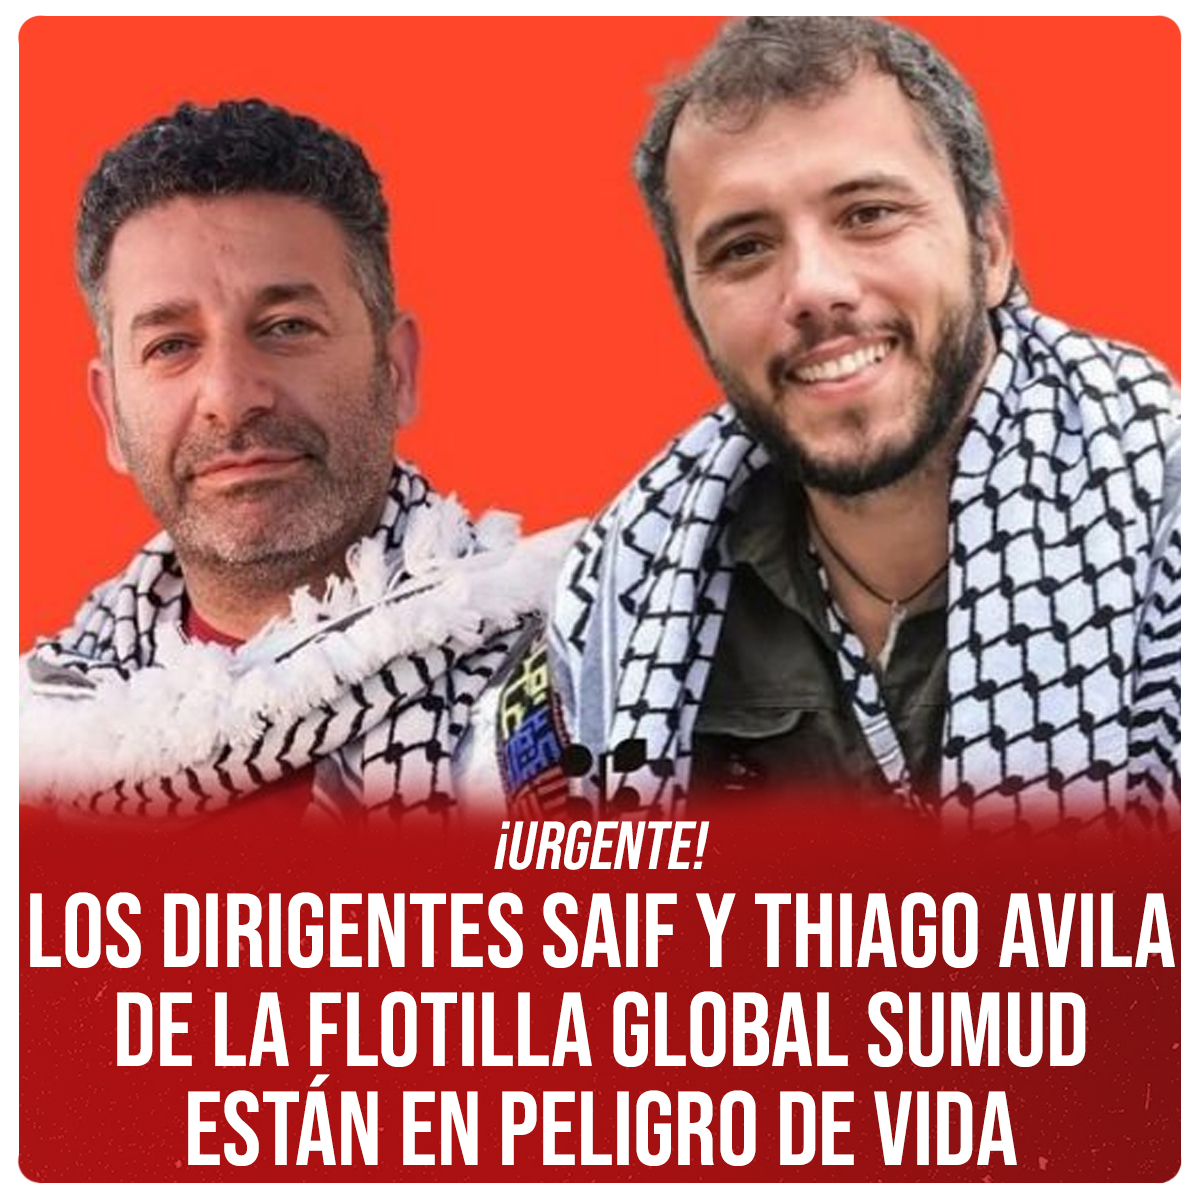 ¡URGENTE!
LOS DIRIGENTES SAIF Y THIAGO AVILA
DE LA FLOTILLA GLOBAL SUMUD
ESTÁN EN PELIGRO DE VIDA